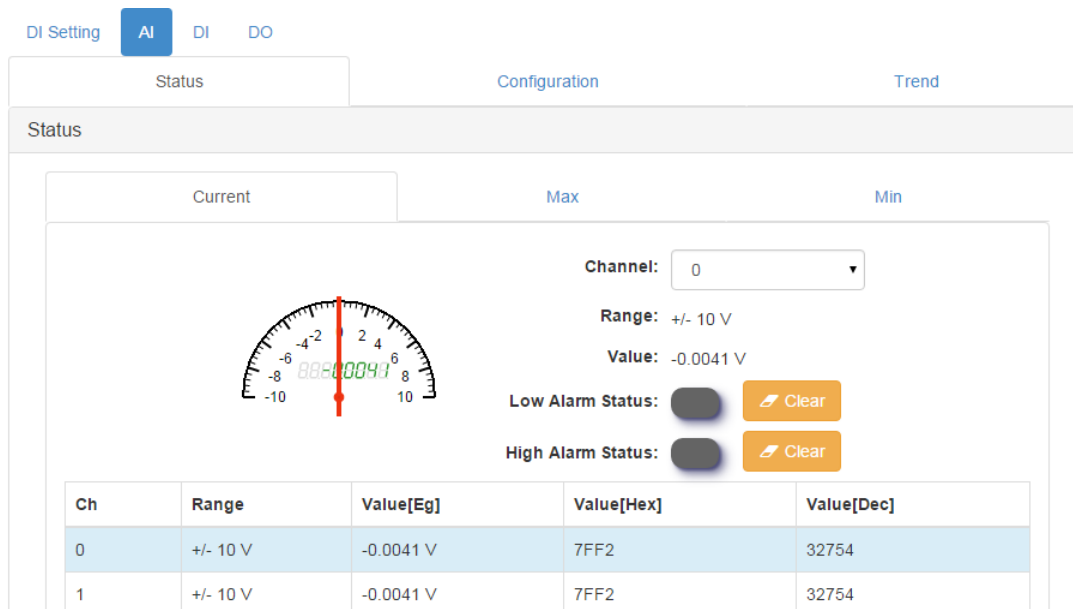 DI Setting AI DI DO
Status Configuration Trend
Status
Current Max Min
Channel: 0
Range: +/- 10 V
Value: -0.0041 V
-10 -8 -6 -4 -2 0 2 4 6 8 10
-0.0041
Low Alarm Status: Clear
High Alarm Status: Clear
Ch Range Value[Eg] Value[Hex] Value[Dec]
0 +/- 10 V -0.0041 V 7FF2 32754
1 +/- 10 V -0.0041 V 7FF2 32754